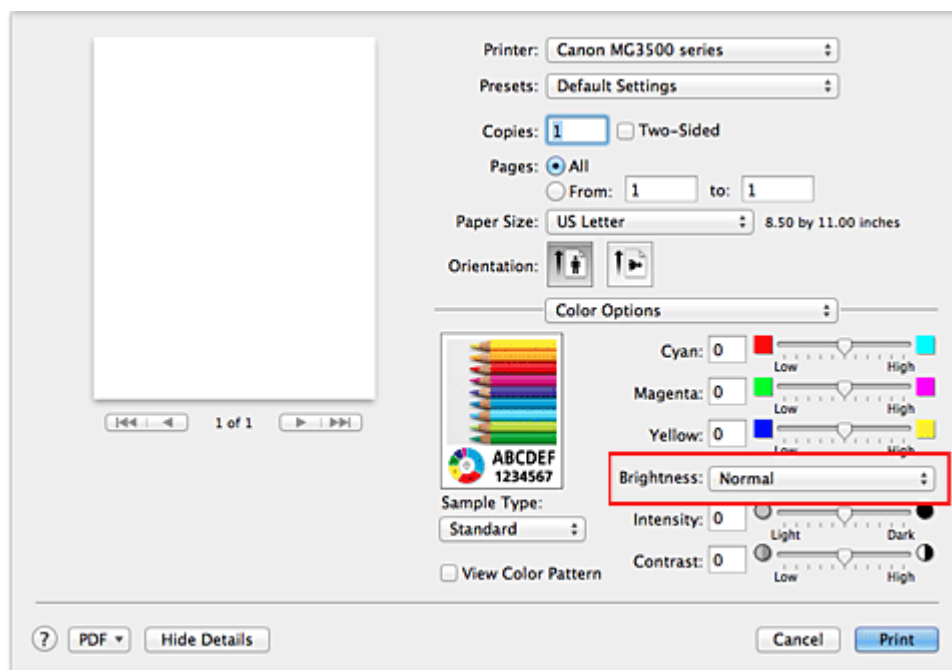 Printer: Canon MG3500 series
Presets: Default Settings
Copies: 1 Two-Sided
Pages: All
From: 1 to: 1
Paper Size: US Letter 8.50 by 11.00 inches
Orientation:
Color Options
1 of 1
ABCDEF
1234567
Sample Type:
Standard
View Color Pattern
Cyan: 0
Low High
Magenta: 0
Low High
Yellow: 0
Low High
Brightness: Normal
Intensity: 0
Light Dark
Contrast: 0
Low High
? PDF Hide Details Cancel Print